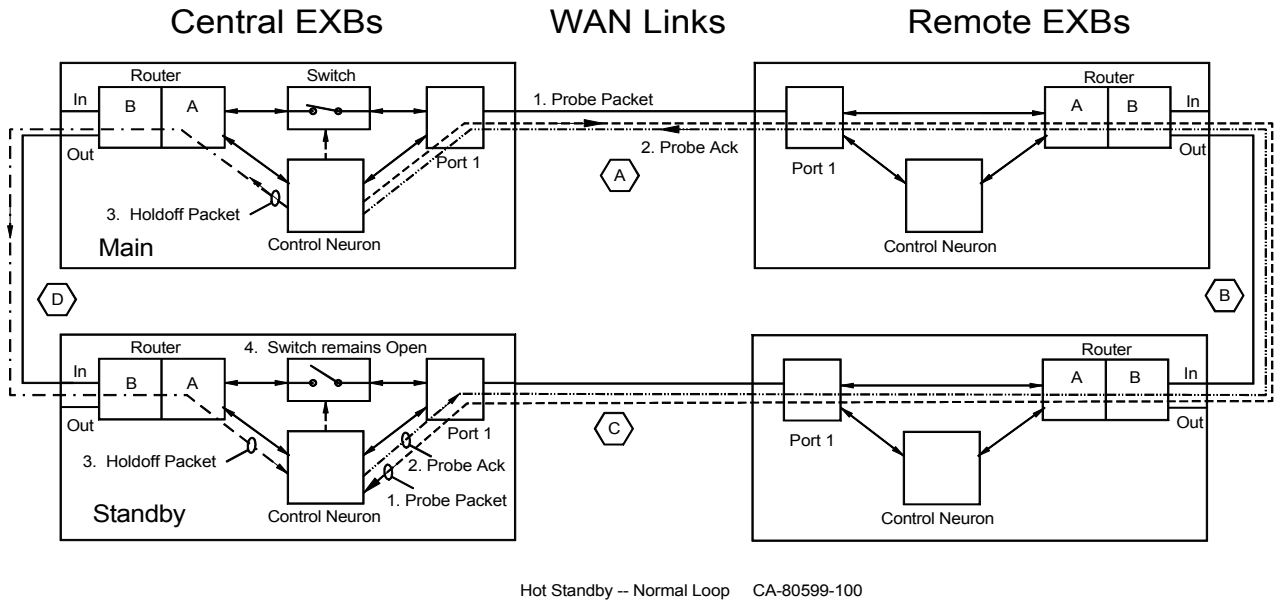 Central EXBs
WAN Links
Remote EXBs
Router
Switch
In
B
A
Out
Port 1
3. Holdoff Packet
Control Neuron
Main
1. Probe Packet
2. Probe Ack
A
Router
A
B
In
Out
Port 1
Control Neuron
D
B
Router
4. Switch remains Open
In
B
A
Out
Port 1
3. Holdoff Packet
2. Probe Ack
1. Probe Packet
Control Neuron
Standby
C
Router
A
B
In
Out
Port 1
Control Neuron
Hot Standby -- Normal Loop CA-80599-100